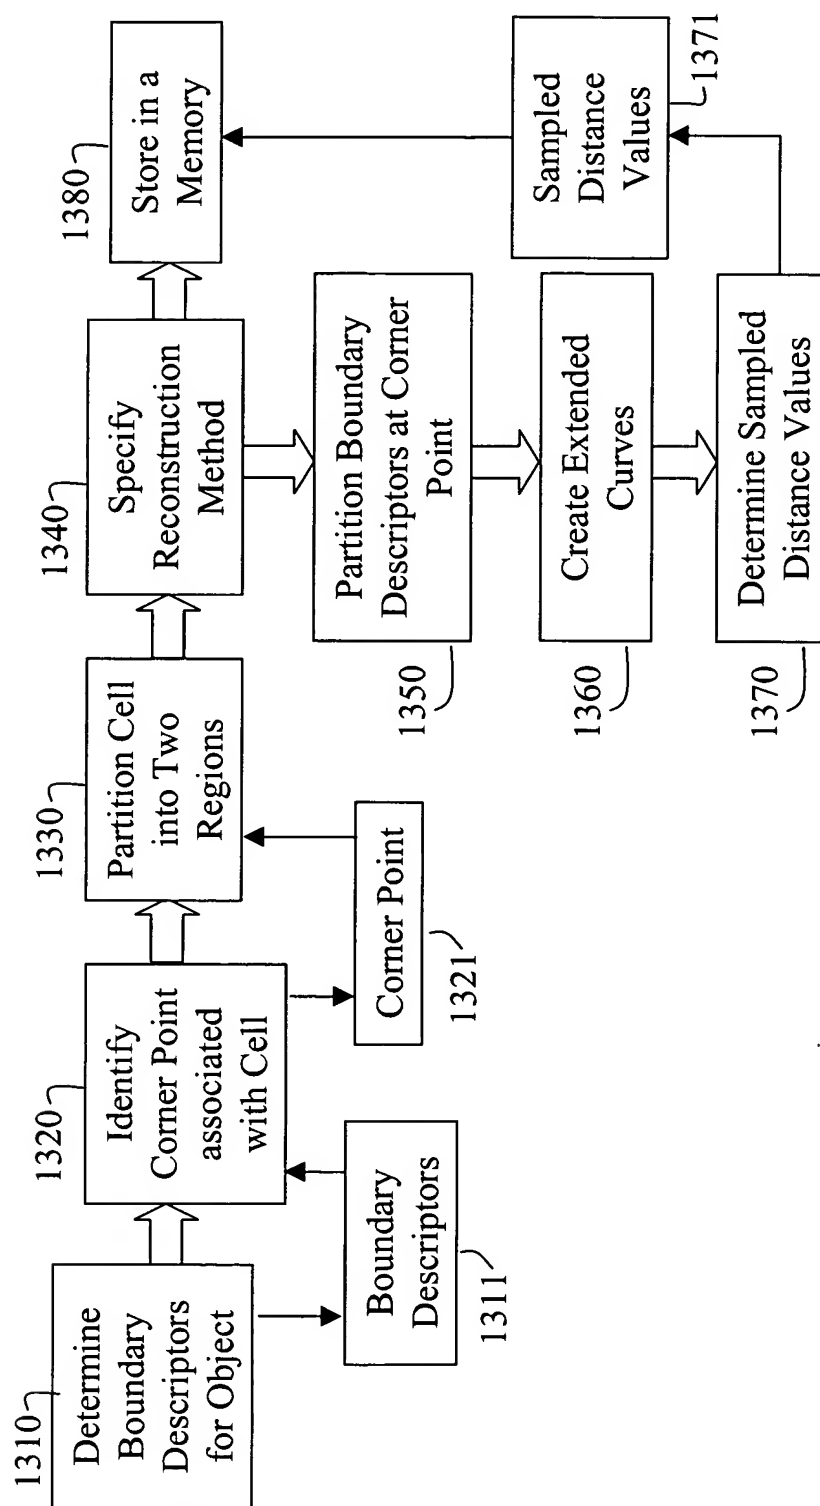 1310
Determine
Boundary
Descriptors
for Object
Boundary
Descriptors
1311
1320
Identify
Corner Point
associated
with Cell
Corner Point
1321
1330
Partition Cell
into Two
Regions
1340
Specify
Reconstruction
Method
1350
Partition Boundary
Descriptors at Corner
Point
1360
Create Extended
Curves
1370
Determine Sampled
Distance Values
Sampled
Distance
Values
1371
1380
Store in a
Memory